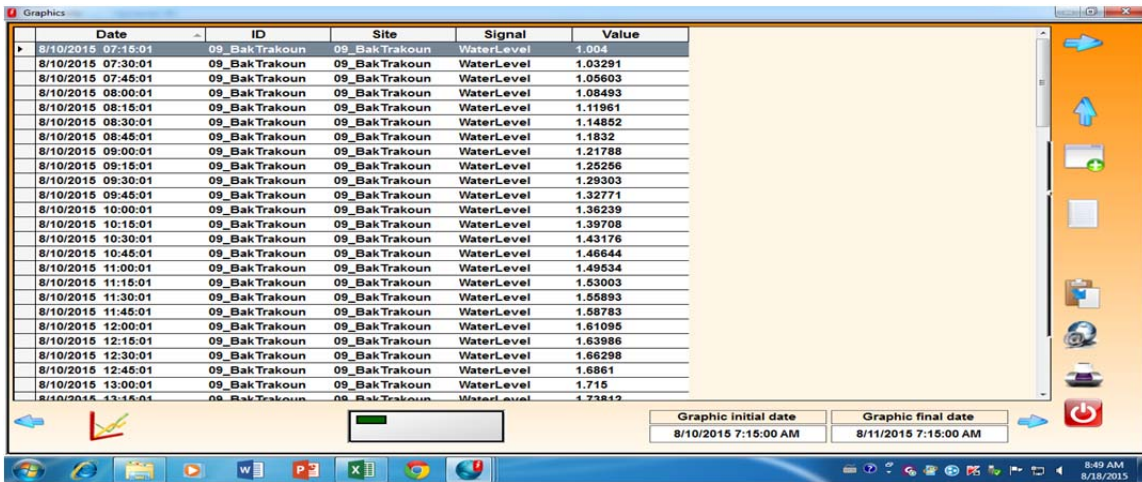 Graphics
Date ID Site Signal Value
8/10/2015 07:15:01 09_BakTrakoun 09_BakTrakoun WaterLevel 1.004
8/10/2015 07:30:01 09_BakTrakoun 09_BakTrakoun WaterLevel 1.03291
8/10/2015 07:45:01 09_BakTrakoun 09_BakTrakoun WaterLevel 1.05603
8/10/2015 08:00:01 09_BakTrakoun 09_BakTrakoun WaterLevel 1.08493
8/10/2015 08:15:01 09_BakTrakoun 09_BakTrakoun WaterLevel 1.11961
8/10/2015 08:30:01 09_BakTrakoun 09_BakTrakoun WaterLevel 1.14852
8/10/2015 08:45:01 09_BakTrakoun 09_BakTrakoun WaterLevel 1.1832
8/10/2015 09:00:01 09_BakTrakoun 09_BakTrakoun WaterLevel 1.21788
8/10/2015 09:15:01 09_BakTrakoun 09_BakTrakoun WaterLevel 1.25256
8/10/2015 09:30:01 09_BakTrakoun 09_BakTrakoun WaterLevel 1.29303
8/10/2015 09:45:01 09_BakTrakoun 09_BakTrakoun WaterLevel 1.32771
8/10/2015 10:00:01 09_BakTrakoun 09_BakTrakoun WaterLevel 1.36239
8/10/2015 10:15:01 09_BakTrakoun 09_BakTrakoun WaterLevel 1.39708
8/10/2015 10:30:01 09_BakTrakoun 09_BakTrakoun WaterLevel 1.43176
8/10/2015 10:45:01 09_BakTrakoun 09_BakTrakoun WaterLevel 1.46644
8/10/2015 11:00:01 09_BakTrakoun 09_BakTrakoun WaterLevel 1.49534
8/10/2015 11:15:01 09_BakTrakoun 09_BakTrakoun WaterLevel 1.53003
8/10/2015 11:30:01 09_BakTrakoun 09_BakTrakoun WaterLevel 1.55893
8/10/2015 11:45:01 09_BakTrakoun 09_BakTrakoun WaterLevel 1.58783
8/10/2015 12:00:01 09_BakTrakoun 09_BakTrakoun WaterLevel 1.61095
8/10/2015 12:15:01 09_BakTrakoun 09_BakTrakoun WaterLevel 1.63986
8/10/2015 12:30:01 09_BakTrakoun 09_BakTrakoun WaterLevel 1.66298
8/10/2015 12:45:01 09_BakTrakoun 09_BakTrakoun WaterLevel 1.6861
8/10/2015 13:00:01 09_BakTrakoun 09_BakTrakoun WaterLevel 1.715
8/10/2015 13:15:01 09_BakTrakoun 09_BakTrakoun WaterLevel 1.73812
Graphic initial date Graphic final date
8/10/2015 7:15:00 AM 8/11/2015 7:15:00 AM
8:49 AM
8/18/2015